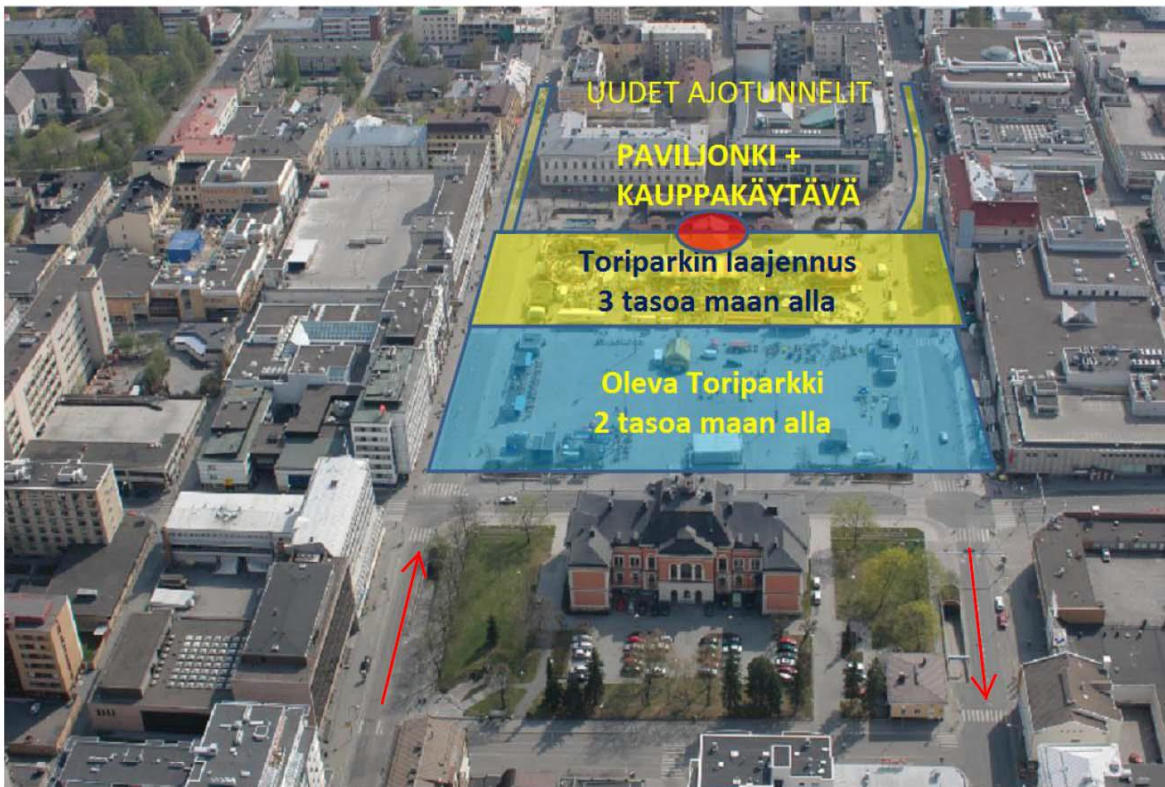 UUDET AJOTUNNELIT
PAVILJONKI +
KAUPPAKÄYTÄVÄ
Toriparkin laajennus
3 tasoa maan alla
Oleva Toriparkki
2 tasoa maan alla